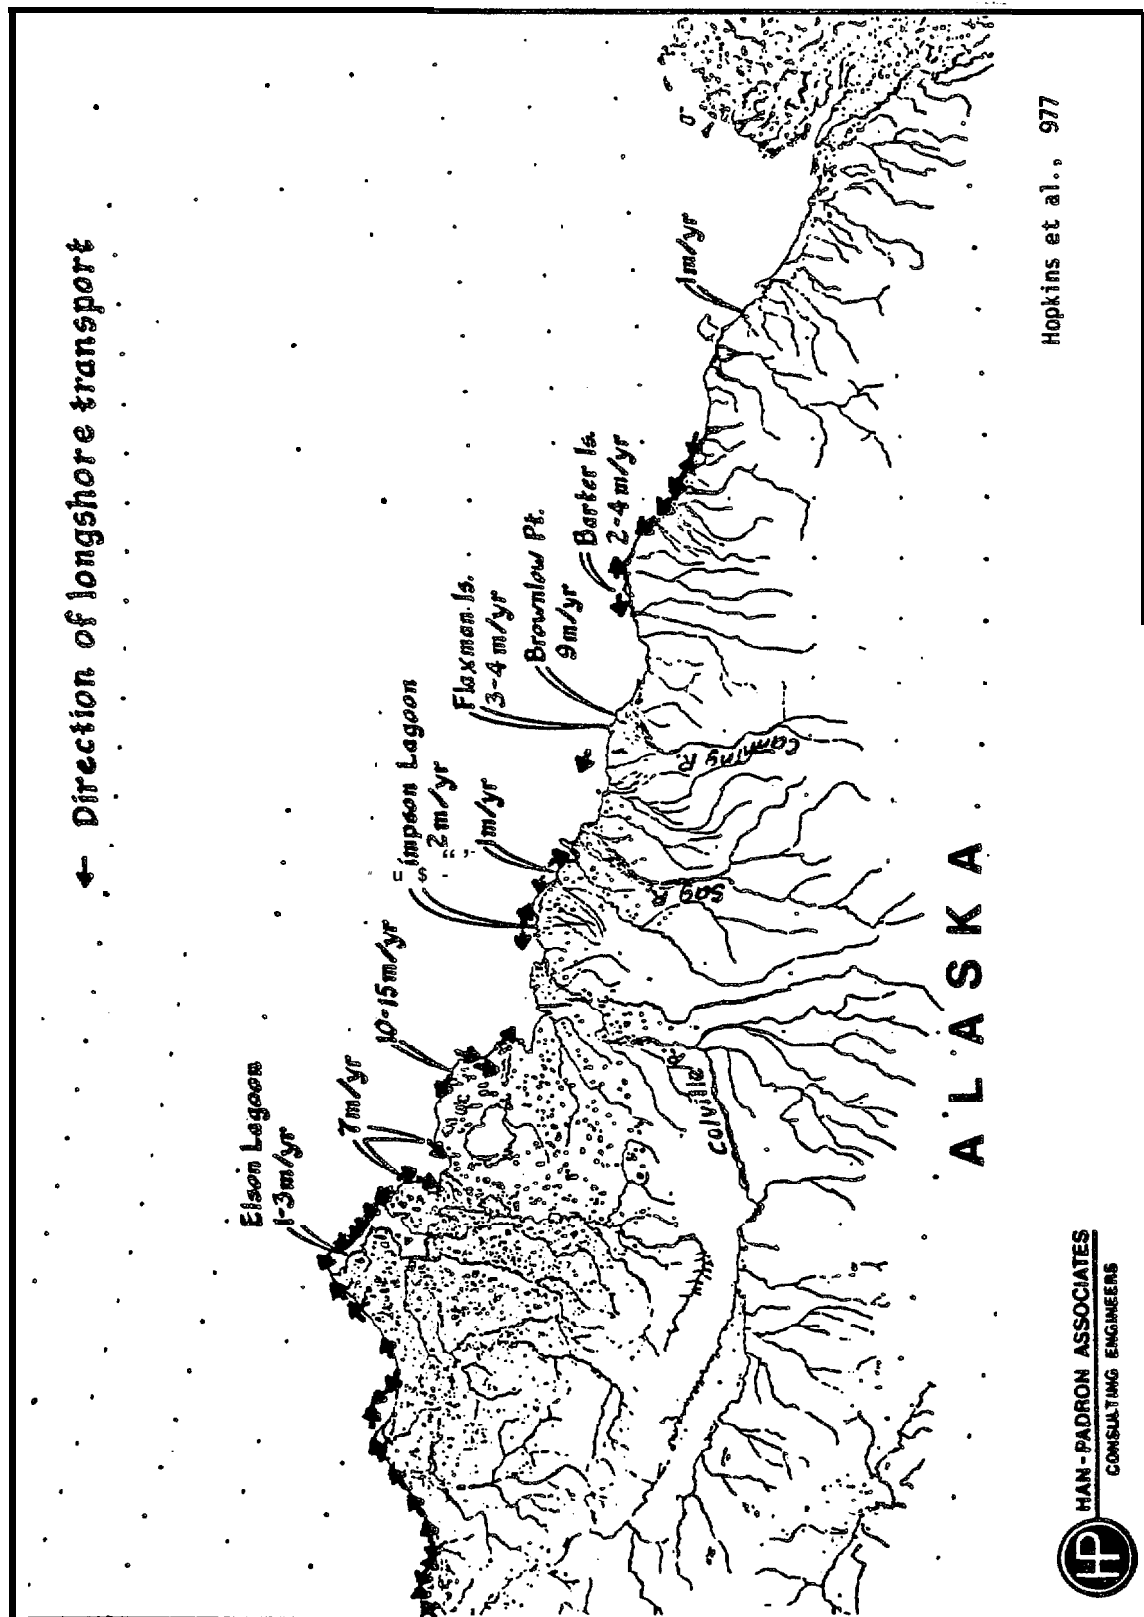 ← Direction of longshore transport
Elson Lagoon
1-3m/yr
7m/yr
10-15m/yr
impson Lagoon
2m/yr
1m/yr
Flaxman Is.
3-4 m/yr
Brownlow Pt.
9m/yr
Barter Is.
2-4 m/yr
1m/yr
Colville
R
Sag
R
Canning R
ALASKA
Hopkins et al., 977
HP
HAN-PADRON ASSOCIATES
CONSULTING ENGINEERS